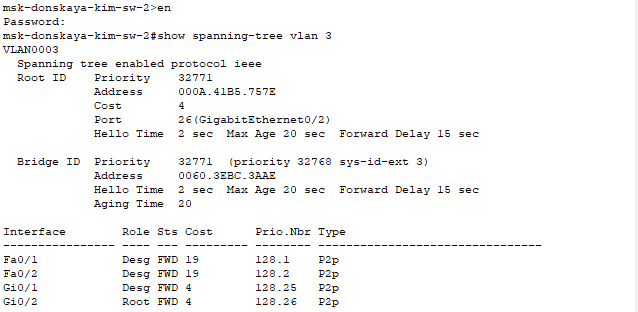 msk-donskaya-kim-sw-2>en
Password:
msk-donskaya-kim-sw-2#show spanning-tree vlan 3
VLAN0003
  Spanning tree enabled protocol ieee
  Root ID    Priority    32771
             Address     000A.41B5.757E
             Cost        4
             Port        26(GigabitEthernet0/2)
             Hello Time  2 sec  Max Age 20 sec  Forward Delay 15 sec

  Bridge ID  Priority    32771  (priority 32768 sys-id-ext 3)
             Address     0060.3EBC.3AAE
             Hello Time  2 sec  Max Age 20 sec  Forward Delay 15 sec
             Aging Time  20

Interface        Role Sts Cost      Prio.Nbr Type
---------------- ---- --- --------- -------- --------------------------------
Fa0/1            Desg FWD 19        128.1    P2p
Fa0/2            Desg FWD 19        128.2    P2p
Gi0/1            Desg FWD 4         128.25   P2p
Gi0/2            Root FWD 4         128.26   P2p